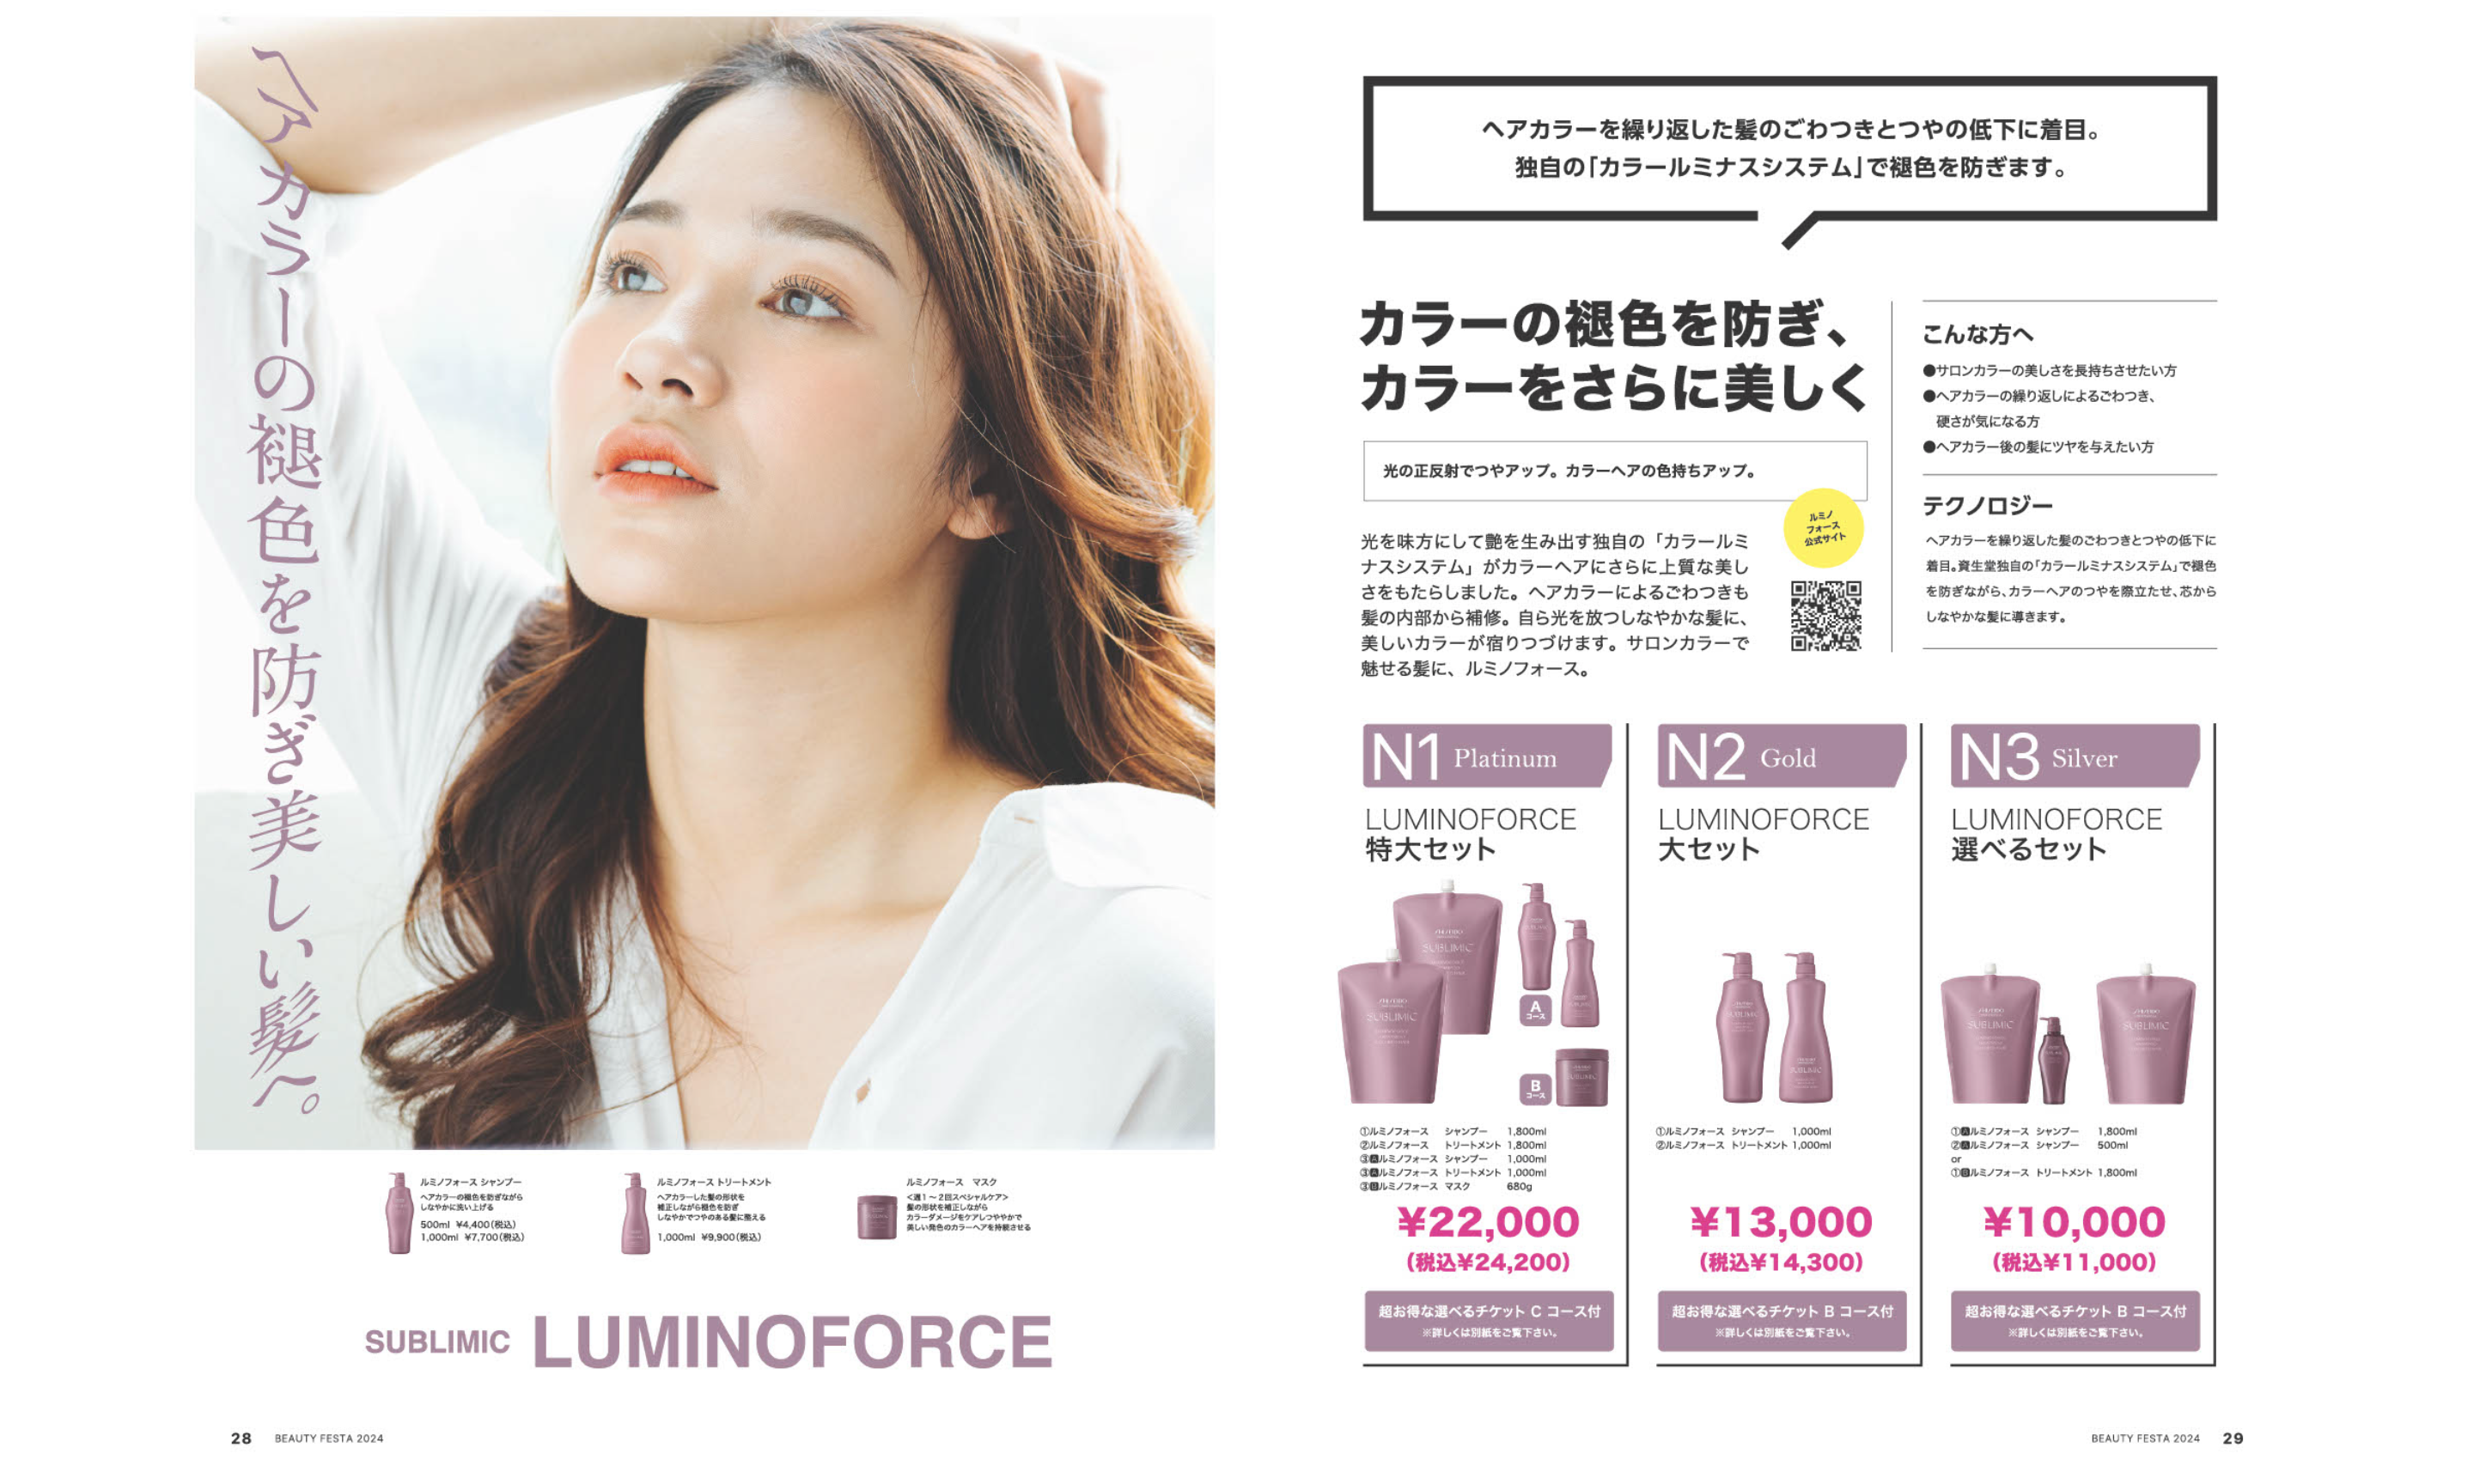 ヘアカラーの褪色を防ぎ美しい髪へ。
ルミノフォース シャンプー
ヘアカラーの褪色を防ぎながら
しなやかに洗い上げる
500ml ¥4,400(税込)
1,000ml ¥7,700(税込)
ルミノフォース トリートメント
ヘアカラーした髪の形状を
補正しながら褪色を防ぎ
しなやかでつやのある髪に整える
1,000ml ¥9,900(税込)
ルミノフォース マスク
<週1〜2回スペシャルケア>
髪の形状を補正しながら
カラーダメージをケアしつややかで
美しい発色のカラーヘアを持続させる
SUBLIMIC LUMINOFORCE
28 BEAUTY FESTA 2024
ヘアカラーを繰り返した髪のごわつきとつやの低下に着目。
独自の「カラールミナスシステム」で褪色を防ぎます。
カラーの褪色を防ぎ、
カラーをさらに美しく
光の正反射でつやアップ。カラーヘアの色持ちアップ。
光を味方にして艶を生み出す独自の「カラールミ
ナスシステム」がカラーヘアにさらに上質な美し
さをもたらしました。ヘアカラーによるごわつきも
髪の内部から補修。自ら光を放つしなやかな髪に、
美しいカラーが宿りつづけます。サロンカラーで
魅せる髪に、ルミノフォース。
ルミノ
フォース
公式サイト
こんな方へ
●サロンカラーの美しさを長持ちさせたい方
●ヘアカラーの繰り返しによるごわつき、
硬さが気になる方
●ヘアカラー後の髪にツヤを与えたい方
テクノロジー
ヘアカラーを繰り返した髪のごわつきとつやの低下に
着目。資生堂独自の「カラールミナスシステム」で褪色
を防ぎながら、カラーヘアのつやを際立たせ、芯から
しなやかな髪に導きます。
N1 Platinum
LUMINOFORCE
特大セット
SUBLIMIC
SUBLIMIC
A
コース
B
コース
①ルミノフォース シャンプー 1,800ml
②ルミノフォース トリートメント 1,800ml
③Aルミノフォース シャンプー 1,000ml
③Aルミノフォース トリートメント 1,000ml
③Bルミノフォース マスク 680g
¥22,000
(税込¥24,200)
超お得な選べるチケット C コース付
※詳しくは別紙をご覧下さい。
N2 Gold
LUMINOFORCE
大セット
①ルミノフォース シャンプー 1,000ml
②ルミノフォース トリートメント 1,000ml
¥13,000
(税込¥14,300)
超お得な選べるチケット B コース付
※詳しくは別紙をご覧下さい。
N3 Silver
LUMINOFORCE
選べるセット
SUBLIMIC
SUBLIMIC
①Aルミノフォース シャンプー 1,800ml
②Aルミノフォース シャンプー 500ml
or
①Bルミノフォース トリートメント 1,800ml
¥10,000
(税込¥11,000)
超お得な選べるチケット B コース付
※詳しくは別紙をご覧下さい。
BEAUTY FESTA 2024 29